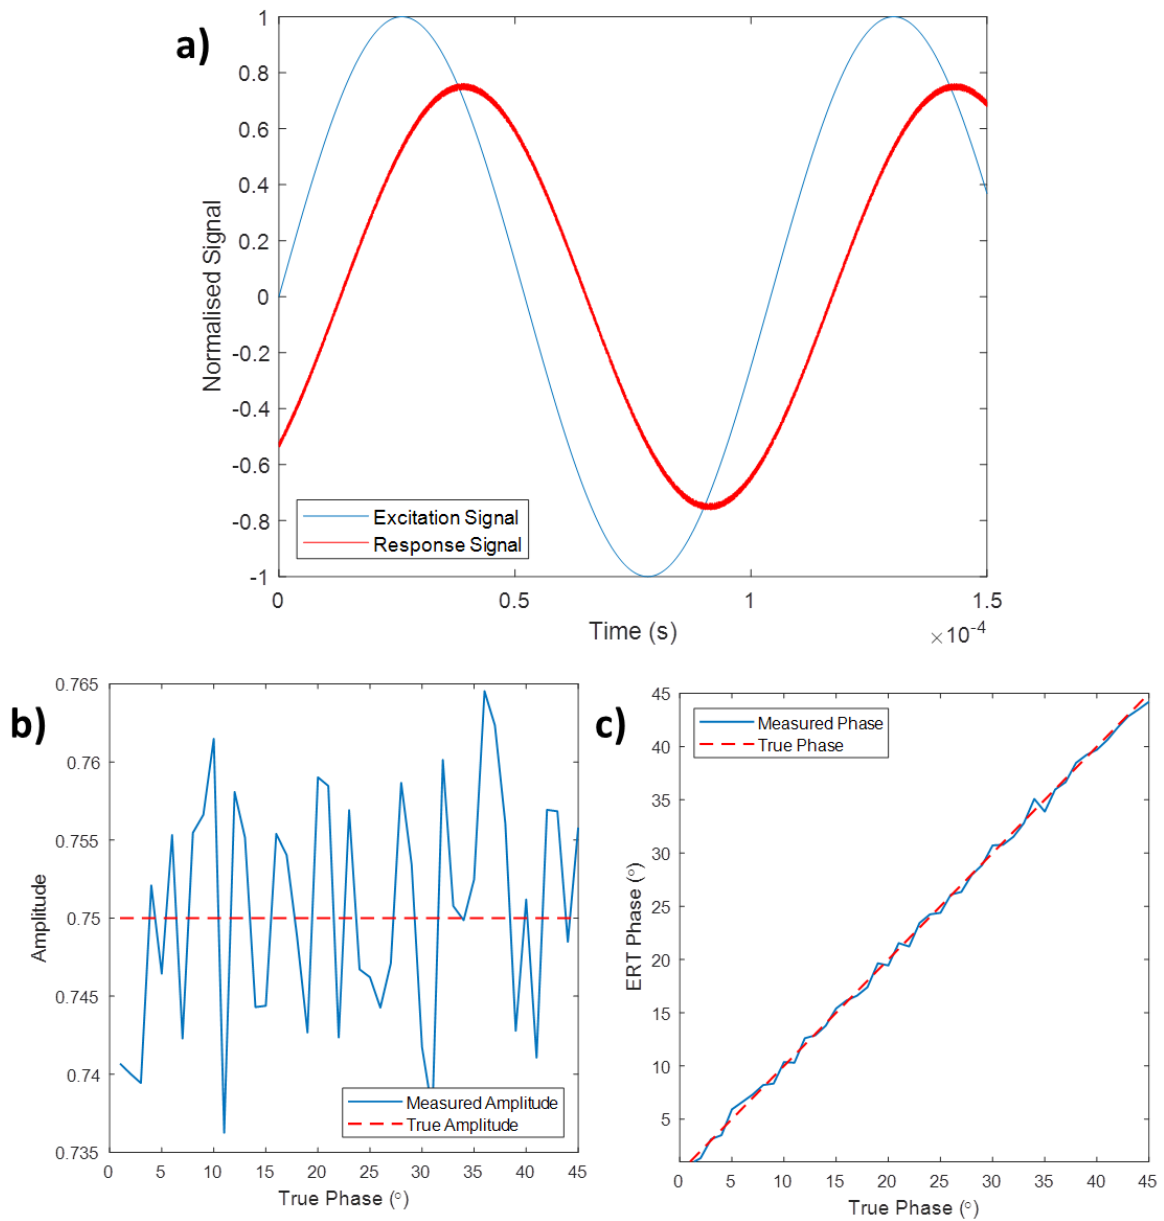 a)
1
0.8
0.6
0.4
0.2
0
-0.2
-0.4
-0.6
-0.8
-1
Normalised Signal
Excitation Signal
Response Signal
0 0.5 1 1.5
Time (s)
×10⁻⁴
b)
0.765
0.76
0.755
0.75
0.745
0.74
0.735
Amplitude
Measured Amplitude
True Amplitude
0 5 10 15 20 25 30 35 40 45
True Phase (°)
c)
45
40
35
30
25
20
15
10
5
ERT Phase (°)
Measured Phase
True Phase
0 5 10 15 20 25 30 35 40 45
True Phase (°)